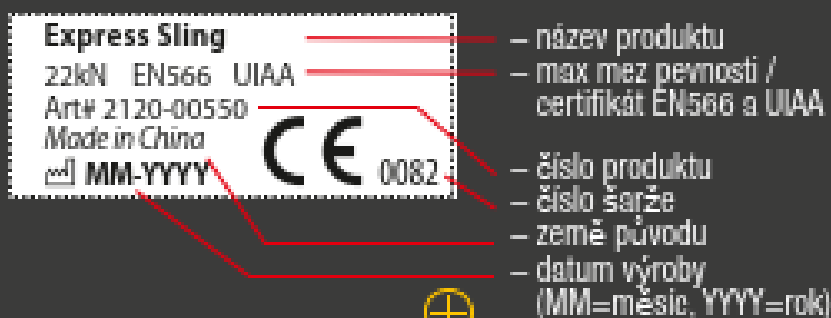 Express Sling
22kN EN566 UIAA
Art# 2120-00550
Made in China
MM-YYYY
CE 0082
– název produktu
– max mez pevnosti /
certifikát EN566 a UIAA
– číslo produktu
– číslo šarže
– země původu
– datum výroby
(MM=měsíc, YYYY=rok)